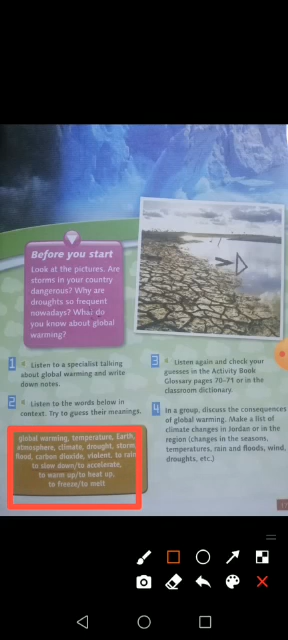 Before you start
Look at the pictures. Are
storms in your country
dangerous? Why are
droughts so frequent
nowadays? What do
you know about global
warming?
1 Listen to a specialist talking
about global warming and write
down notes.
2 Listen to the words below in
context. Try to guess their meanings.
global warming, temperature, Earth,
atmosphere, climate, drought, storm,
flood, carbon dioxide, violent, to rain
to slow down/to accelerate,
to warm up/to heat up,
to freeze/to melt
3 Listen again and check your
guesses in the Activity Book
Glossary pages 70–71 or in the
classroom dictionary.
4 In a group, discuss the consequences
of global warming. Make a list of
climate changes in Jordan or in the
region (changes in the seasons,
temperatures, rain and floods, wind,
droughts, etc.)